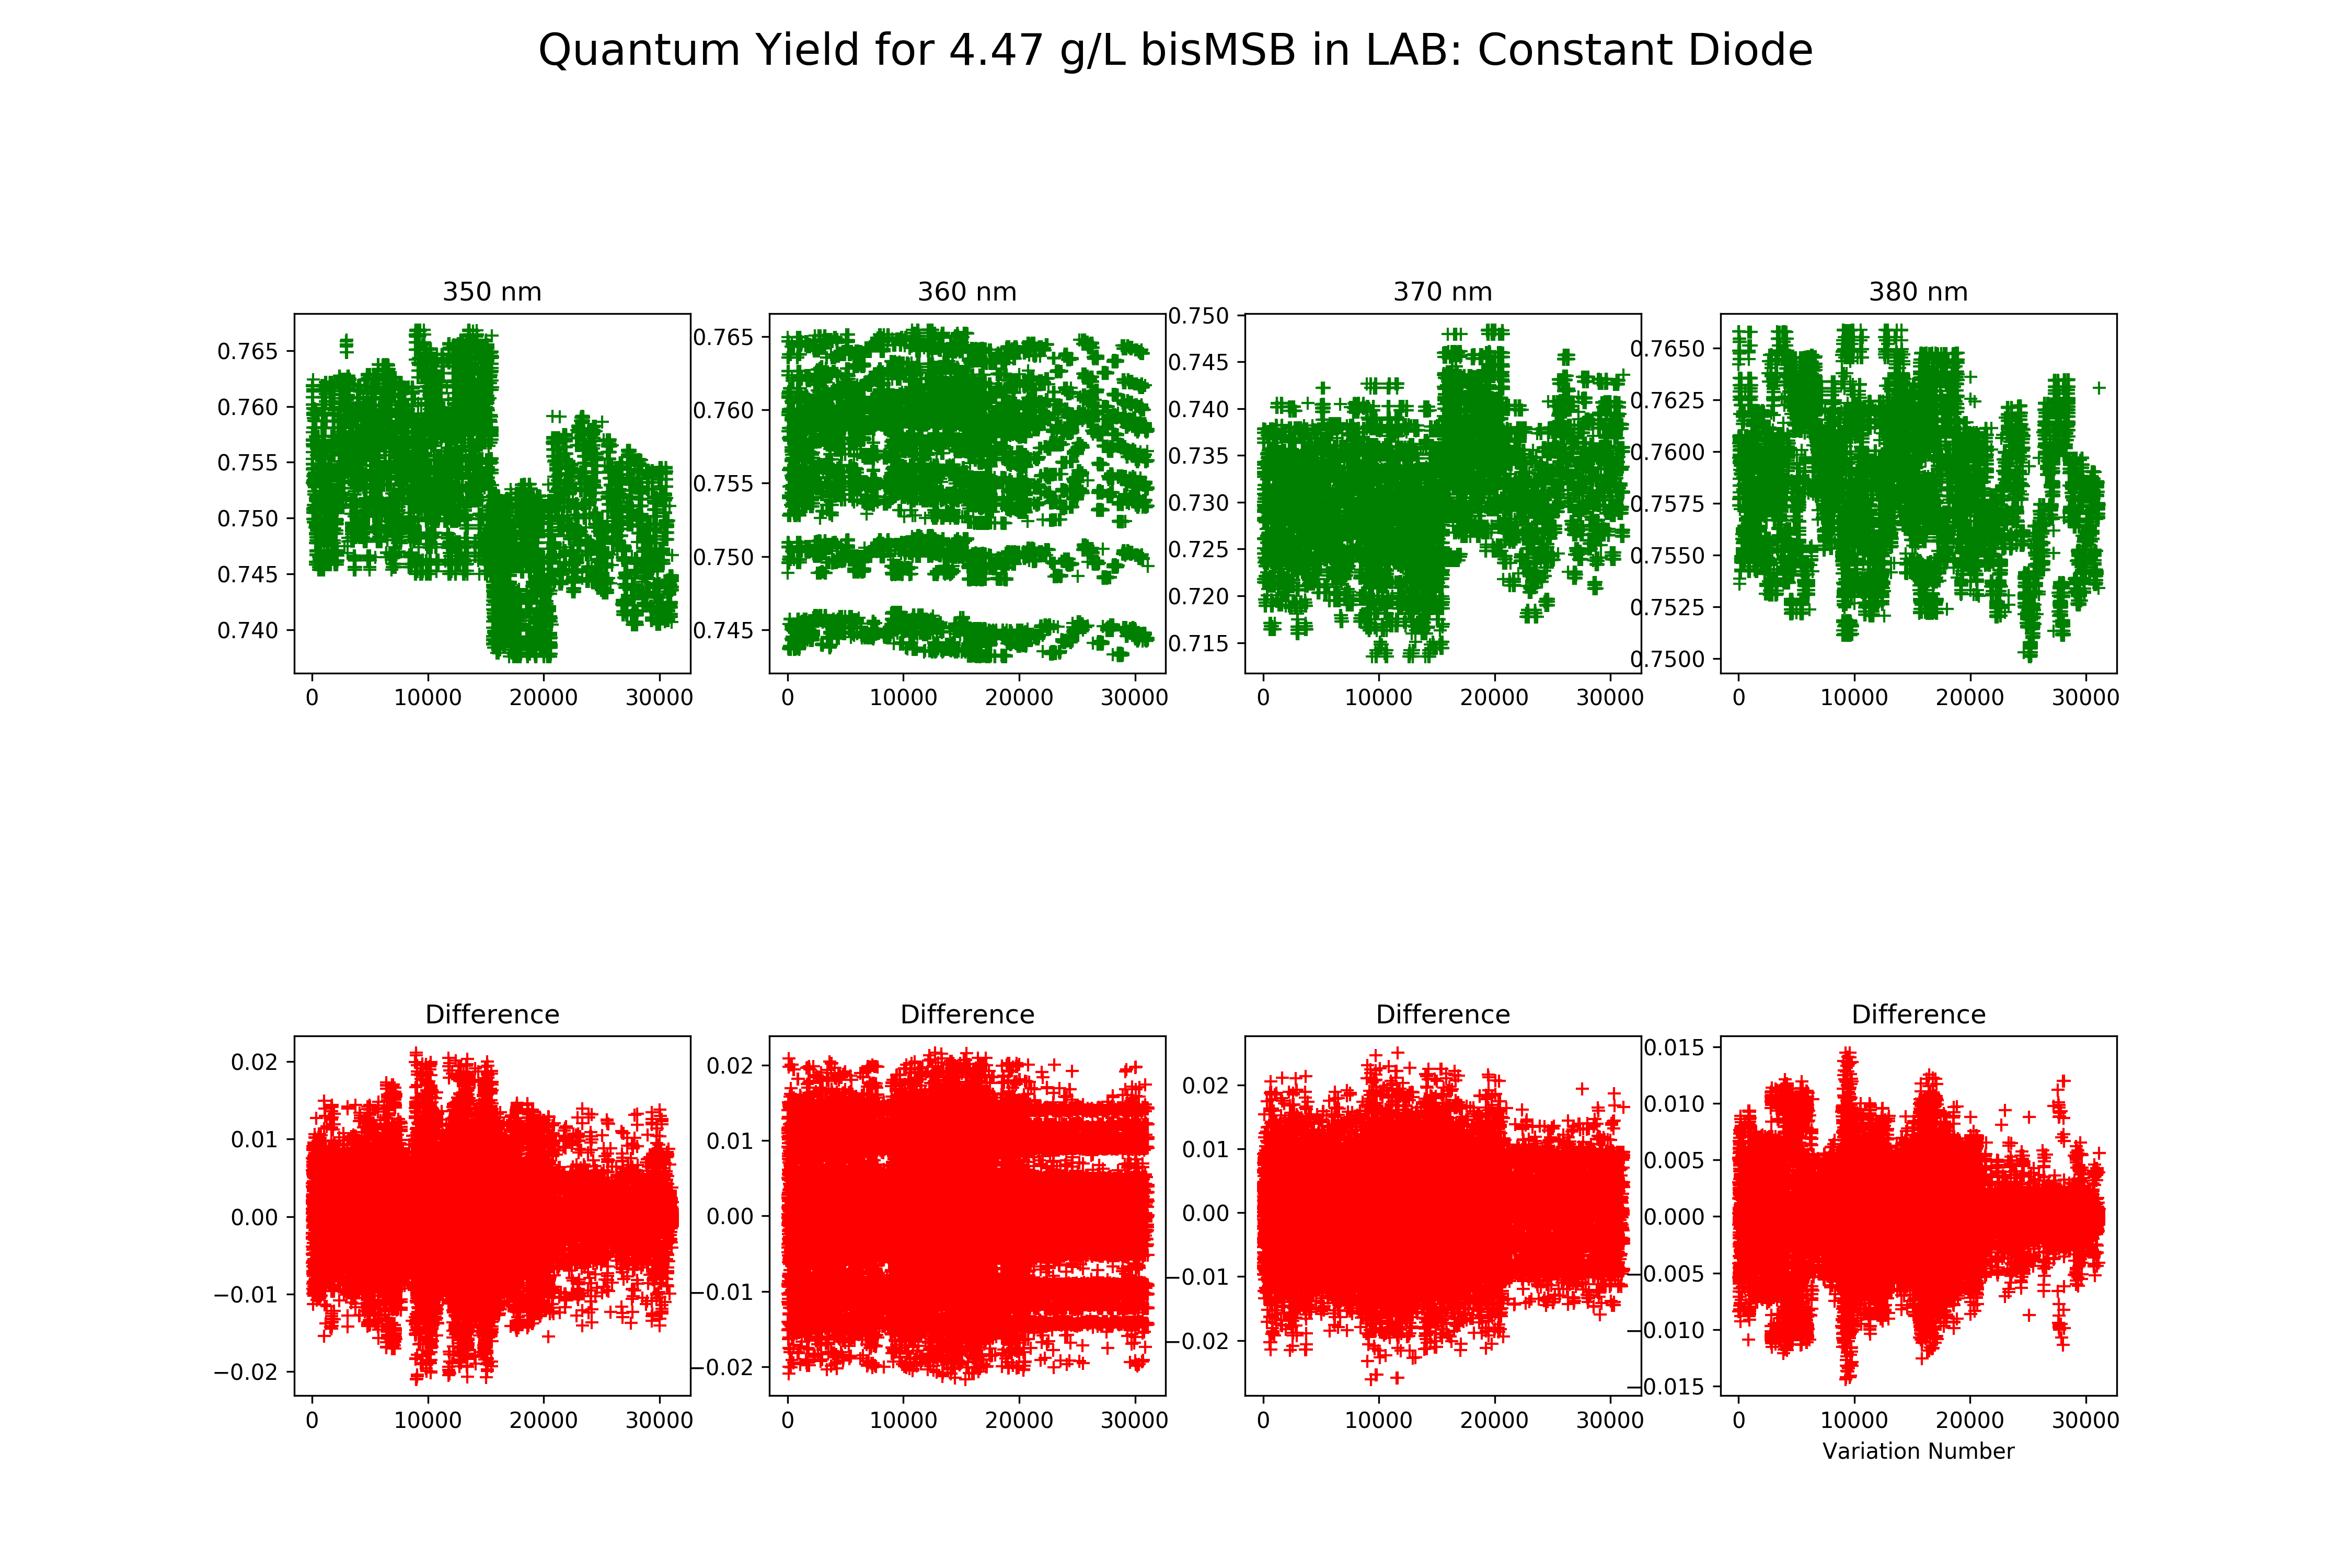 Quantum Yield for 4.47 g/L bisMSB in LAB: Constant Diode
350 nm
360 nm
370 nm
380 nm
0.765
0.760
0.755
0.750
0.745
0.740
0 10000 20000 30000
0.765
0.760
0.755
0.750
0.745
0 10000 20000 30000
0.750
0.745
0.740
0.735
0.730
0.725
0.720
0.715
0 10000 20000 30000
0.7650
0.7625
0.7600
0.7575
0.7550
0.7525
0.7500
0 10000 20000 30000
Difference
Difference
Difference
Difference
0.02
0.01
0.00
−0.01
−0.02
0 10000 20000 30000
0.02
0.01
0.00
−0.01
−0.02
0 10000 20000 30000
0.02
0.01
0.00
−0.01
−0.02
0 10000 20000 30000
0.015
0.010
0.005
0.000
−0.005
−0.010
−0.015
0 10000 20000 30000
Variation Number